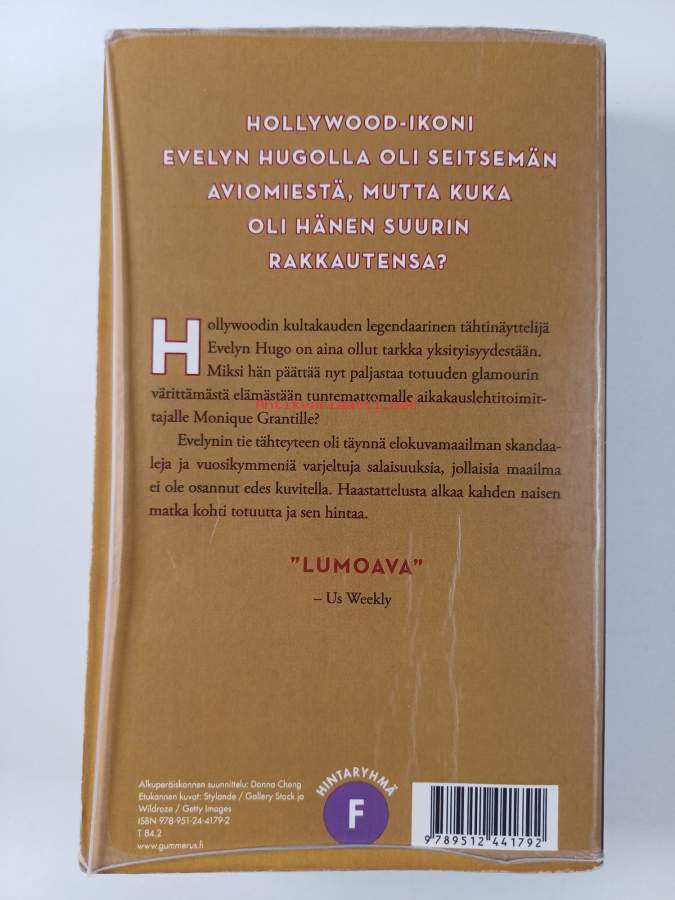 HOLLYWOOD-IKONI
EVELYN HUGOLLA OLI SEITSEMÄN
AVIOMIESTÄ, MUTTA KUKA
OLI HÄNEN SUURIN
RAKKAUTENSA?
Hollywoodin kultakauden legendaarinen tähtinäyttelijä
Evelyn Hugo on aina ollut tarkka yksityisyydestään.
Miksi hän päättää nyt paljastaa totuuden glamourin
värittämästä elämästään tuntemattomalle aikakauslehtitoimit-
tajalle Monique Grantille?
Antikvariaatti.net
Evelynin tie tähteyteen oli täynnä elokuvamaailman skandaa-
leja ja vuosikymmeniä varjeltuja salaisuuksia, jollaisia maailma
ei ole osannut edes kuvitella. Haastattelusta alkaa kahden naisen
matka kohti totuutta ja sen hintaa.
"LUMOAVA"
– Us Weekly
Alkuperäiskannen suunnittelu: Donna Cheng
Etukannen kuvat: Stylande / Gallery Stock ja
Wildroze / Getty Images
ISBN 978-951-24-4179-2
T 84.2
www.gummerus.fi
HINTARYHMÄ
F
9 789512 441792